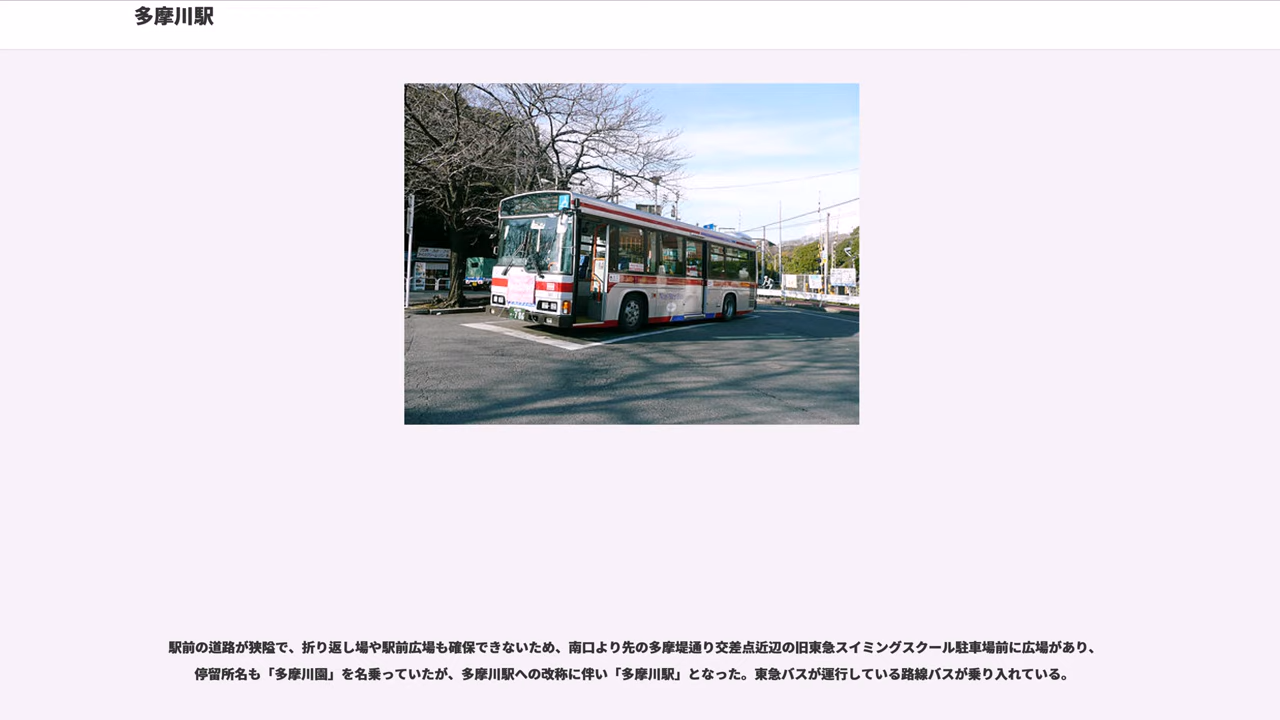 多摩川駅
駅前の道路が狭隘で、折り返し場や駅前広場も確保できないため、南口より先の多摩堤通り交差点近辺の旧東急スイミングスクール駐車場前に広場があり、
停留所名も「多摩川園」を名乗っていたが、多摩川駅への改称に伴い「多摩川駅」となった。東急バスが運行している路線バスが乗り入れている。